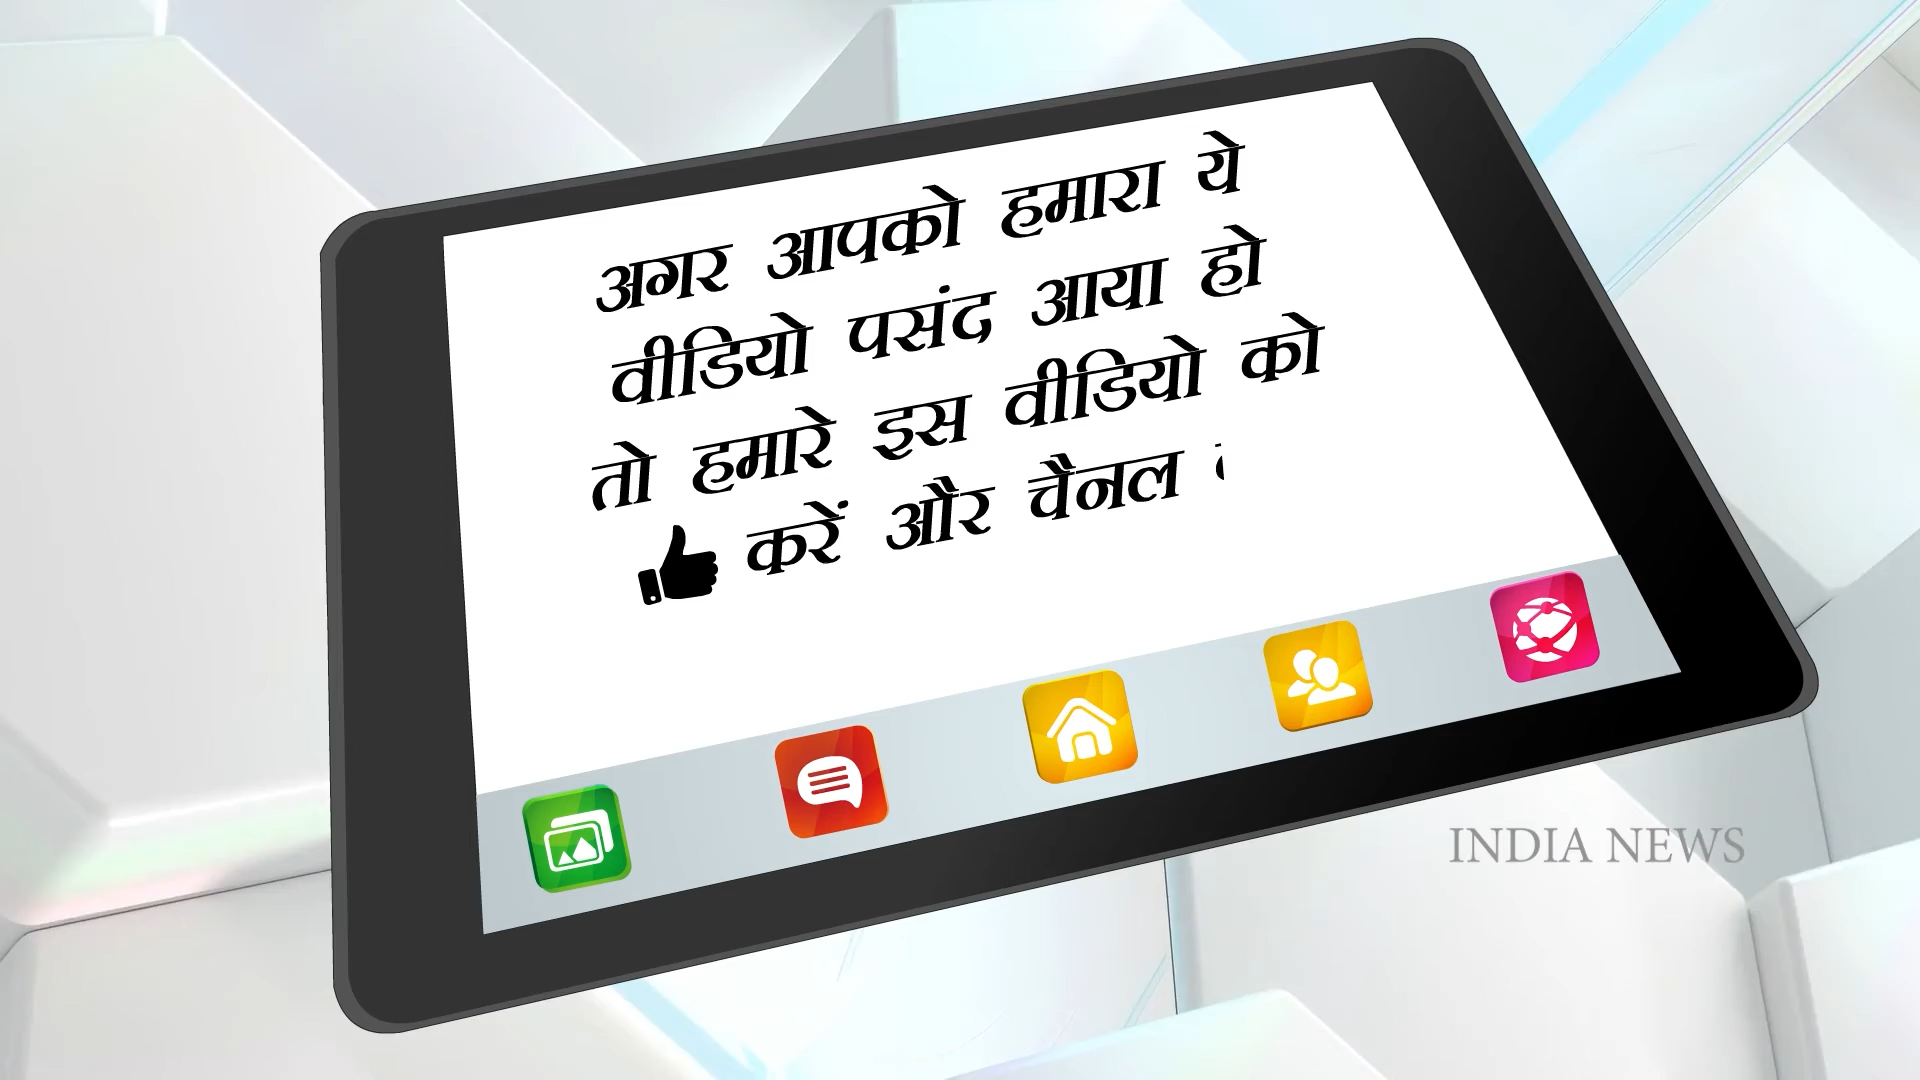 अगर आपको हमारा ये
वीडियो पसंद आया हो
तो हमारे इस वीडियो को
करें और चैनल
INDIA NEWS